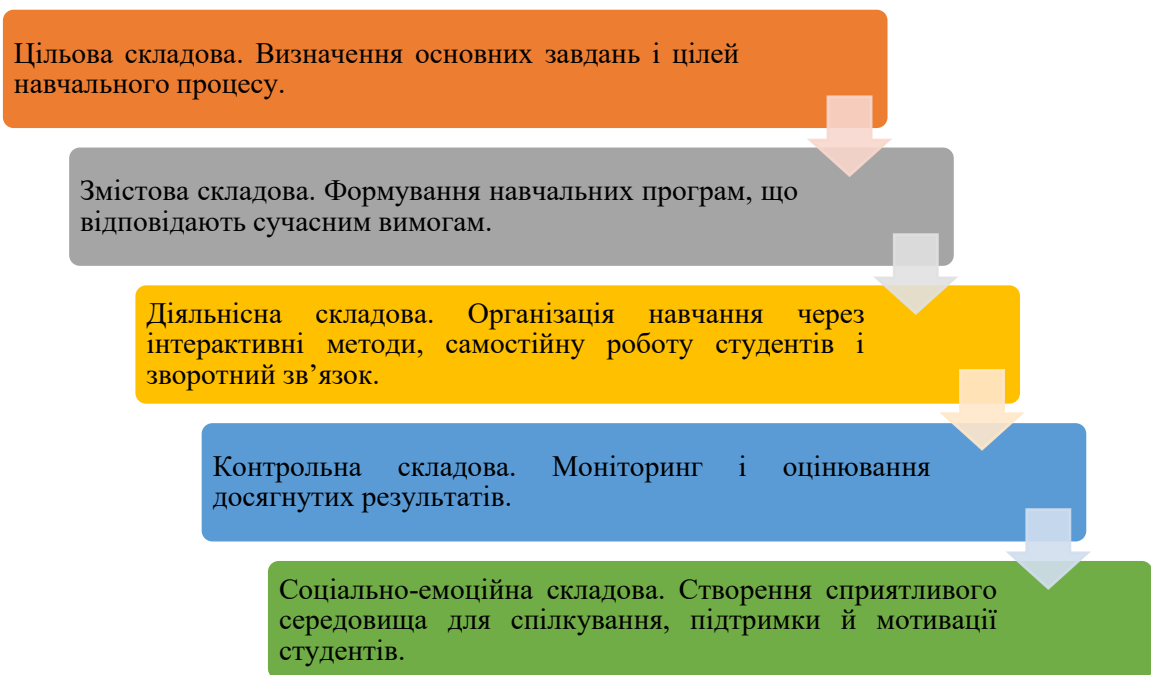 Цільова складова. Визначення основних завдань і цілей
навчального процесу.
Змістова складова. Формування навчальних програм, що
відповідають сучасним вимогам.
Діяльнісна складова. Організація навчання через
інтерактивні методи, самостійну роботу студентів і
зворотний зв’язок.
Контрольна складова. Моніторинг і оцінювання
досягнутих результатів.
Соціально-емоційна складова. Створення сприятливого
середовища для спілкування, підтримки й мотивації
студентів.